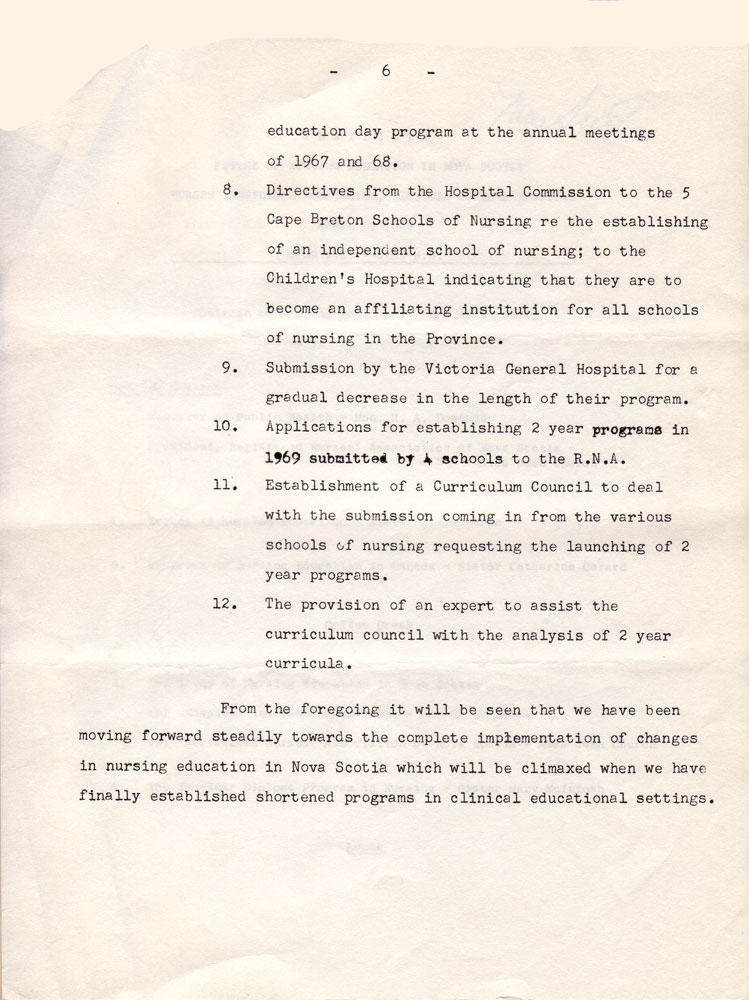 - 6 -
education day program at the annual meetings
of 1967 and 68.
8. Directives from the Hospital Commission to the 5
Cape Breton Schools of Nursing re the establishing
of an independent school of nursing; to the
Children's Hospital indicating that they are to
become an affiliating institution for all schools
of nursing in the Province.
9. Submission by the Victoria General Hospital for a
gradual decrease in the length of their program.
10. Applications for establishing 2 year programs in
1969 submitted by 4 schools to the R.N.A.
11. Establishment of a Curriculum Council to deal
with the submission coming in from the various
schools of nursing requesting the launching of 2
year programs.
12. The provision of an expert to assist the
curriculum council with the analysis of 2 year
curricula.
From the foregoing it will be seen that we have been
moving forward steadily towards the complete implementation of changes
in nursing education in Nova Scotia which will be climaxed when we have
finally established shortened programs in clinical educational settings.